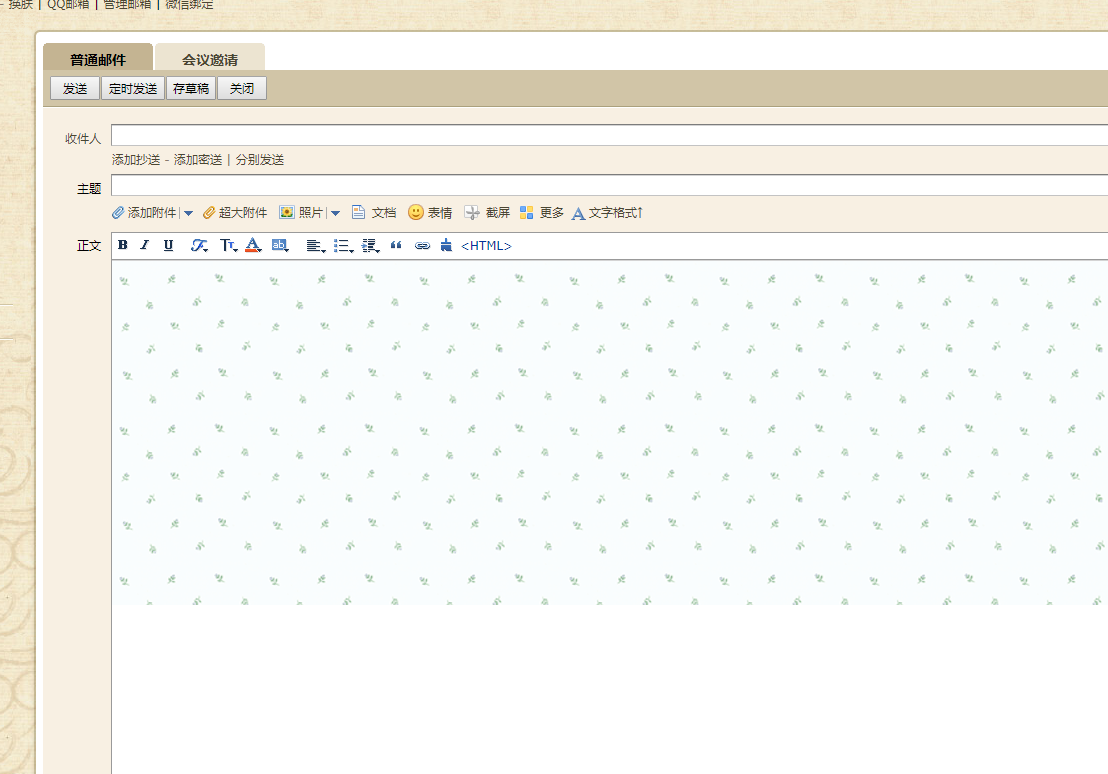 - 换肤 | QQ邮箱 | 管理邮箱 | 微信绑定
普通邮件 会议邀请
发送 定时发送 存草稿 关闭
收件人
添加抄送 - 添加密送 | 分别发送
主题
添加附件 | 超大附件 照片 | 文档 表情 截屏 更多 A 文字格式↑
正文 B I U F TT A ab “ <HTML>